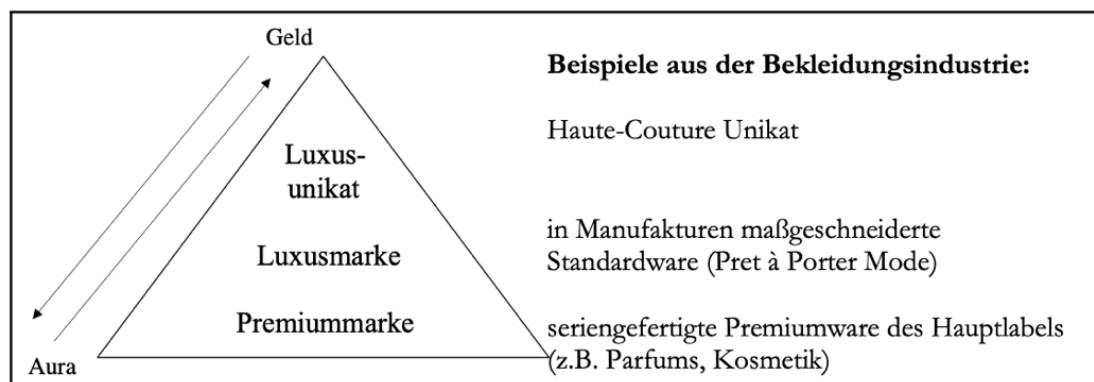 Geld
Beispiele aus der Bekleidungsindustrie:
Haute-Couture Unikat
Luxus-
unikat
in Manufakturen maßgeschneiderte
Luxusmarke
Standardware (Pret à Porter Mode)
Premiummarke
seriengefertigte Premiumware des Hauptlabels
Aura
(z.B. Parfums, Kosmetik)